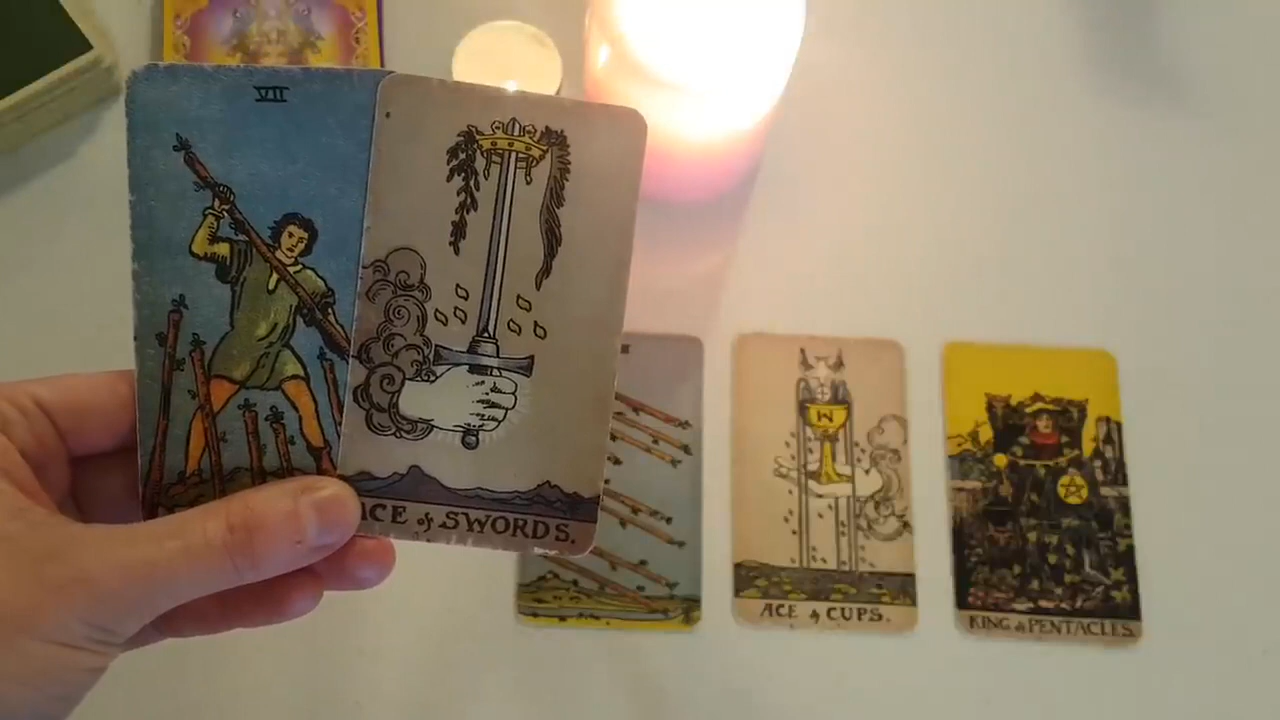 VII
ACE of SWORDS.
ACE of CUPS.
KING of PENTACLES.